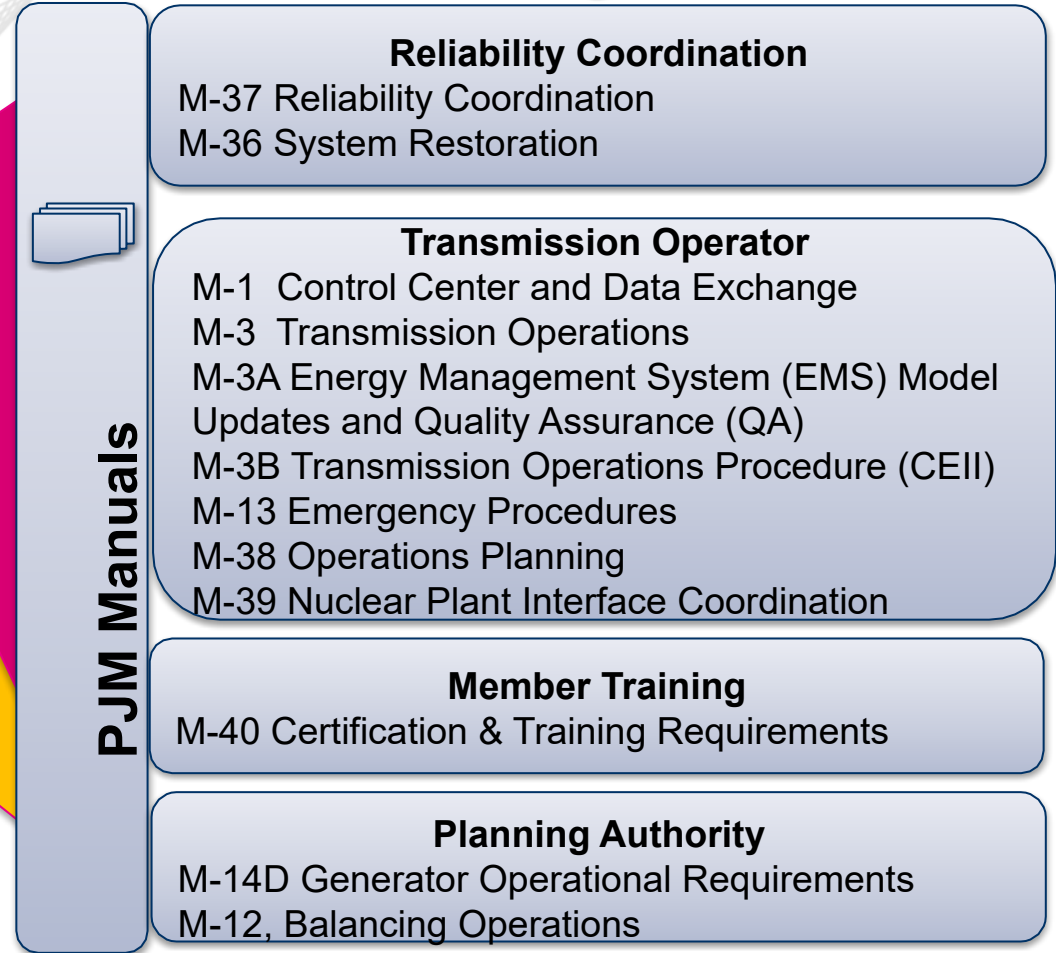 PJM Manuals
Reliability Coordination
M-37 Reliability Coordination
M-36 System Restoration
Transmission Operator
M-1 Control Center and Data Exchange
M-3 Transmission Operations
M-3A Energy Management System (EMS) Model
Updates and Quality Assurance (QA)
M-3B Transmission Operations Procedure (CEII)
M-13 Emergency Procedures
M-38 Operations Planning
M-39 Nuclear Plant Interface Coordination
Member Training
M-40 Certification & Training Requirements
Planning Authority
M-14D Generator Operational Requirements
M-12, Balancing Operations